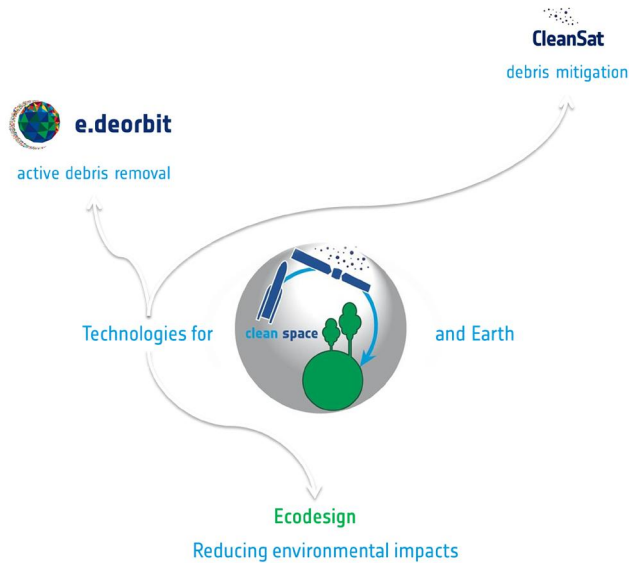 CleanSat
debris mitigation
e.deorbit
active debris removal
Technologies for clean space and Earth
Ecodesign
Reducing environmental impacts